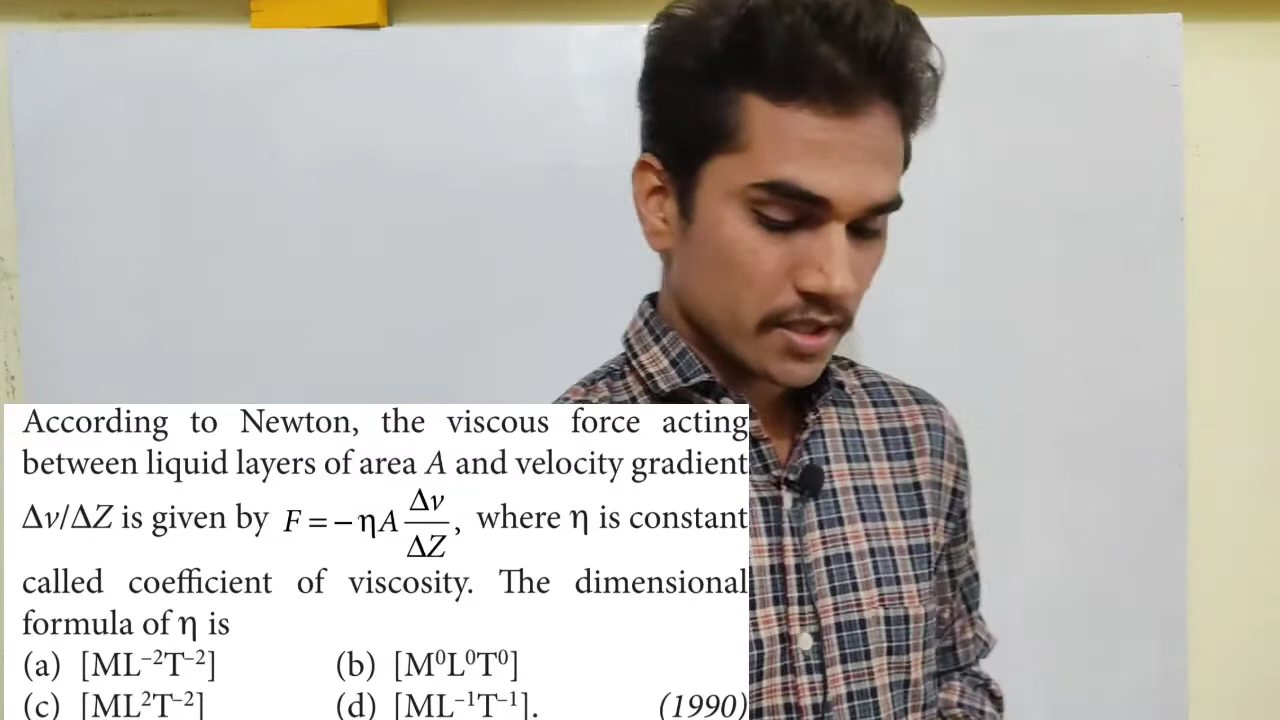 According to Newton, the viscous force acting
between liquid layers of area A and velocity gradient
Δv/ΔZ is given by F = − ηA Δv/ΔZ, where η is constant
called coefficient of viscosity. The dimensional
formula of η is
(a) [ML⁻²T⁻²] (b) [M⁰L⁰T⁰]
(c) [ML²T⁻²] (d) [ML⁻¹T⁻¹]. (1990)